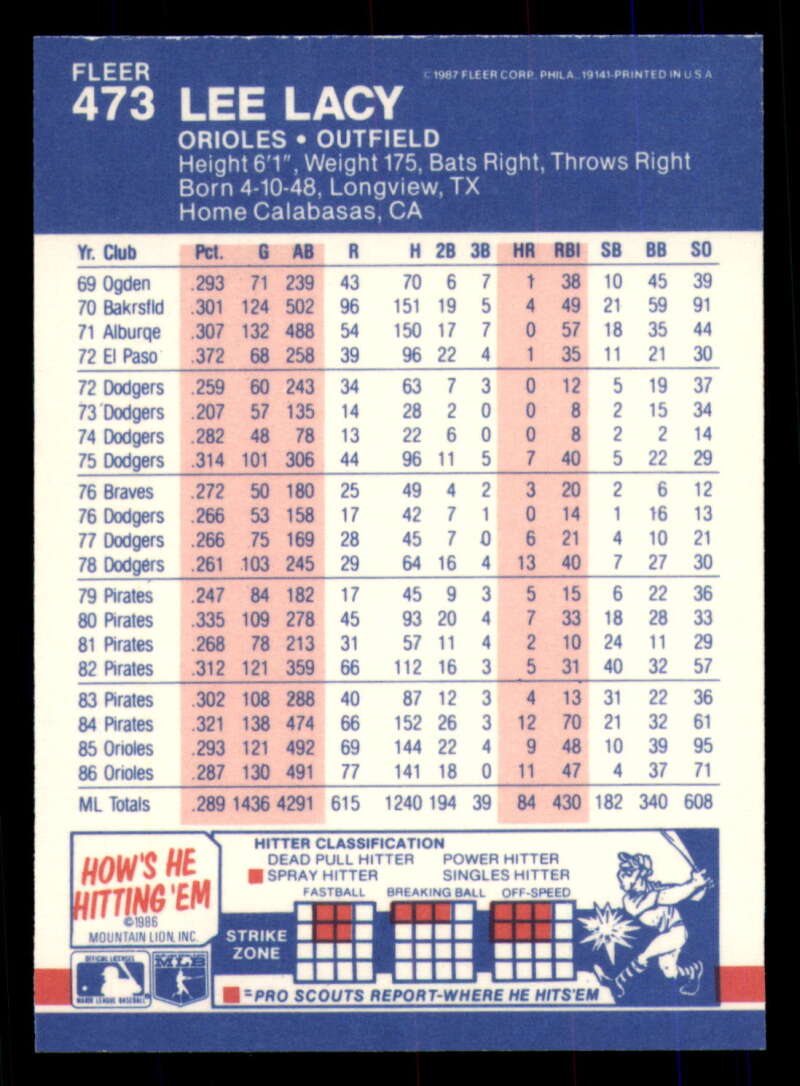 FLEER
473
© 1987 FLEER CORP. PHILA., 19141-PRINTED IN U S A
LEE LACY
ORIOLES • OUTFIELD
Height 6'1", Weight 175, Bats Right, Throws Right
Born 4-10-48, Longview, TX
Home Calabasas, CA
Yr. Club Pct. G AB R H 2B 3B HR RBI SB BB SO
69 Ogden .293 71 239 43 70 6 7 † 38 10 45 39
70 Bakrsfld .301 124 502 96 151 19 5 4 49 21 59 91
71 Alburqe .307 132 488 54 150 17 7 0 57 18 35 44
72 El Paso .372 68 258 39 96 22 4 1 35 11 21 30
72 Dodgers .259 60 243 34 63 7 3 0 12 5 19 37
73 Dodgers .207 57 135 14 28 2 0 0 8 2 15 34
74 Dodgers .282 48 78 13 22 6 0 0 8 2 2 14
75 Dodgers .314 101 306 44 96 11 5 7 40 5 22 29
76 Braves .272 50 180 25 49 4 2 3 20 2 6 12
76 Dodgers .266 53 158 17 42 7 1 0 14 1 16 13
77 Dodgers .266 75 169 28 45 7 0 6 21 4 10 21
78 Dodgers .261 103 245 29 64 16 4 13 40 7 27 30
79 Pirates .247 84 182 17 45 9 3 5 15 6 22 36
80 Pirates .335 109 278 45 93 20 4 7 33 18 28 33
81 Pirates .268 78 213 31 57 11 4 2 10 24 11 29
82 Pirates .312 121 359 66 112 16 3 5 31 40 32 57
83 Pirates .302 108 288 40 87 12 3 4 13 31 22 36
84 Pirates .321 138 474 66 152 26 3 12 70 21 32 61
85 Orioles .293 121 492 69 144 22 4 9 48 10 39 95
86 Orioles .287 130 491 77 141 18 0 11 47 4 37 71
ML Totals .289 1436 4291 615 1240 194 39 84 430 182 340 608
HOW'S HE
HITTING 'EM
©1986
MOUNTAIN LION, INC.
HITTER CLASSIFICATION
DEAD PULL HITTER POWER HITTER
SPRAY HITTER SINGLES HITTER
FASTBALL BREAKING BALL OFF-SPEED
STRIKE
ZONE
=PRO SCOUTS REPORT-WHERE HE HITS 'EM
OFFICIAL LICENSEE
MAJOR LEAGUE BASEBALL
MLB